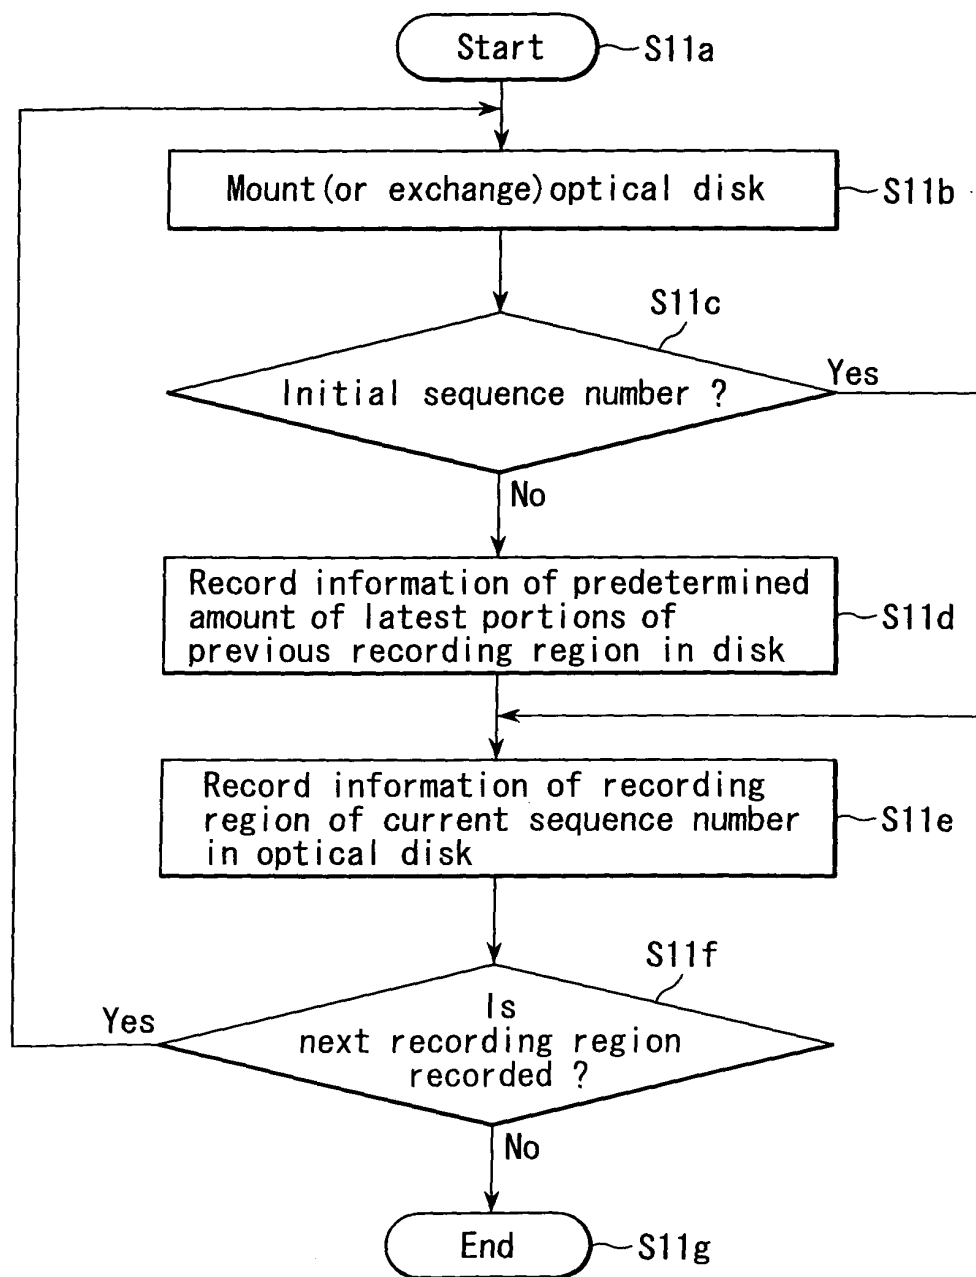 Start
S11a
Mount(or exchange)optical disk
S11b
S11c
Initial sequence number ?
Yes
No
Record information of predetermined
amount of latest portions of
previous recording region in disk
S11d
Record information of recording
region of current sequence number
in optical disk
S11e
S11f
Yes
Is
next recording region
recorded ?
No
End
S11g